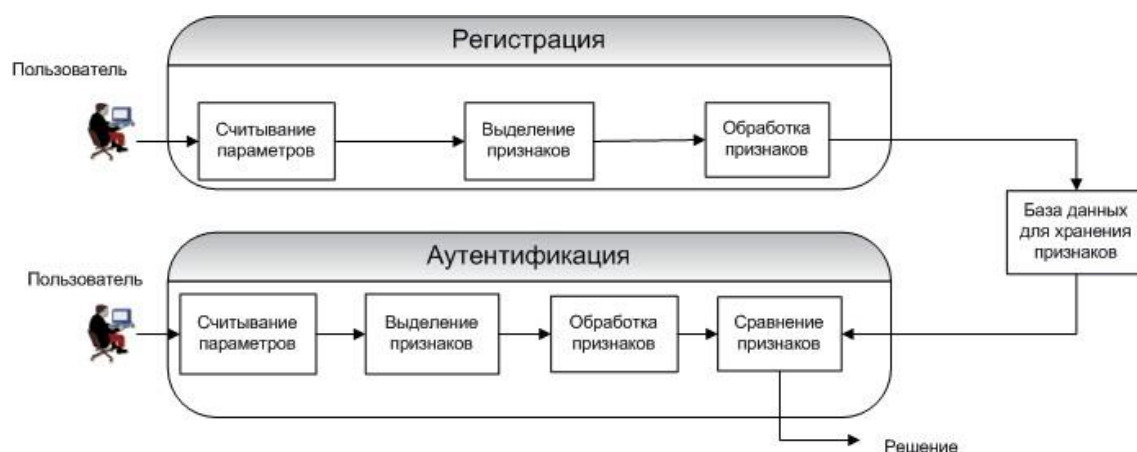 Регистрация
Пользователь
Считывание
параметров
Выделение
признаков
Обработка
признаков
База данных
для хранения
признаков
Аутентификация
Пользователь
Считывание
параметров
Выделение
признаков
Обработка
признаков
Сравнение
признаков
Решение